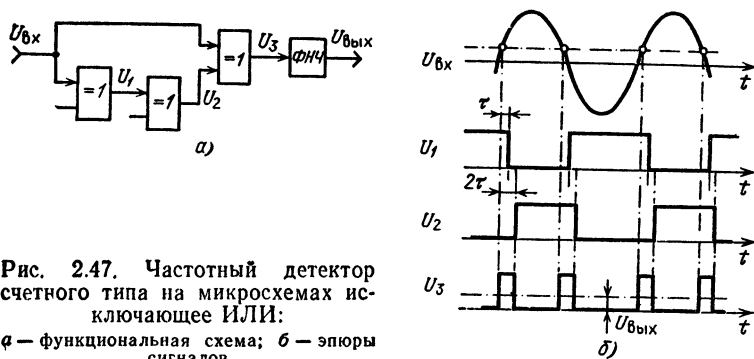 Uвх
=1
U1
=1
U2
=1
U3
ФНЧ
Uвых
а)
Рис. 2.47. Частотный детектор
счетного типа на микросхемах ис-
ключающее ИЛИ:
а — функциональная схема; б — эпюры
сигналов
Uвх
t
τ
U1
t
2τ
U2
t
U3
Uвых
t
б)